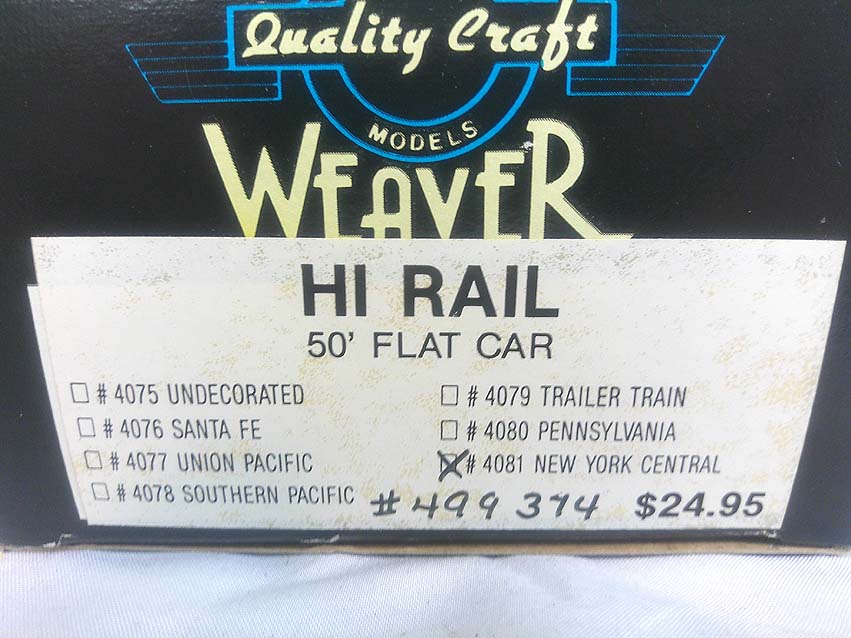 Quality Craft
MODELS
WEAVER
HI RAIL
50' FLAT CAR
# 4075 UNDECORATED
# 4076 SANTA FE
# 4077 UNION PACIFIC
# 4078 SOUTHERN PACIFIC
# 4079 TRAILER TRAIN
# 4080 PENNSYLVANIA
# 4081 NEW YORK CENTRAL
# 499 374 $24.95